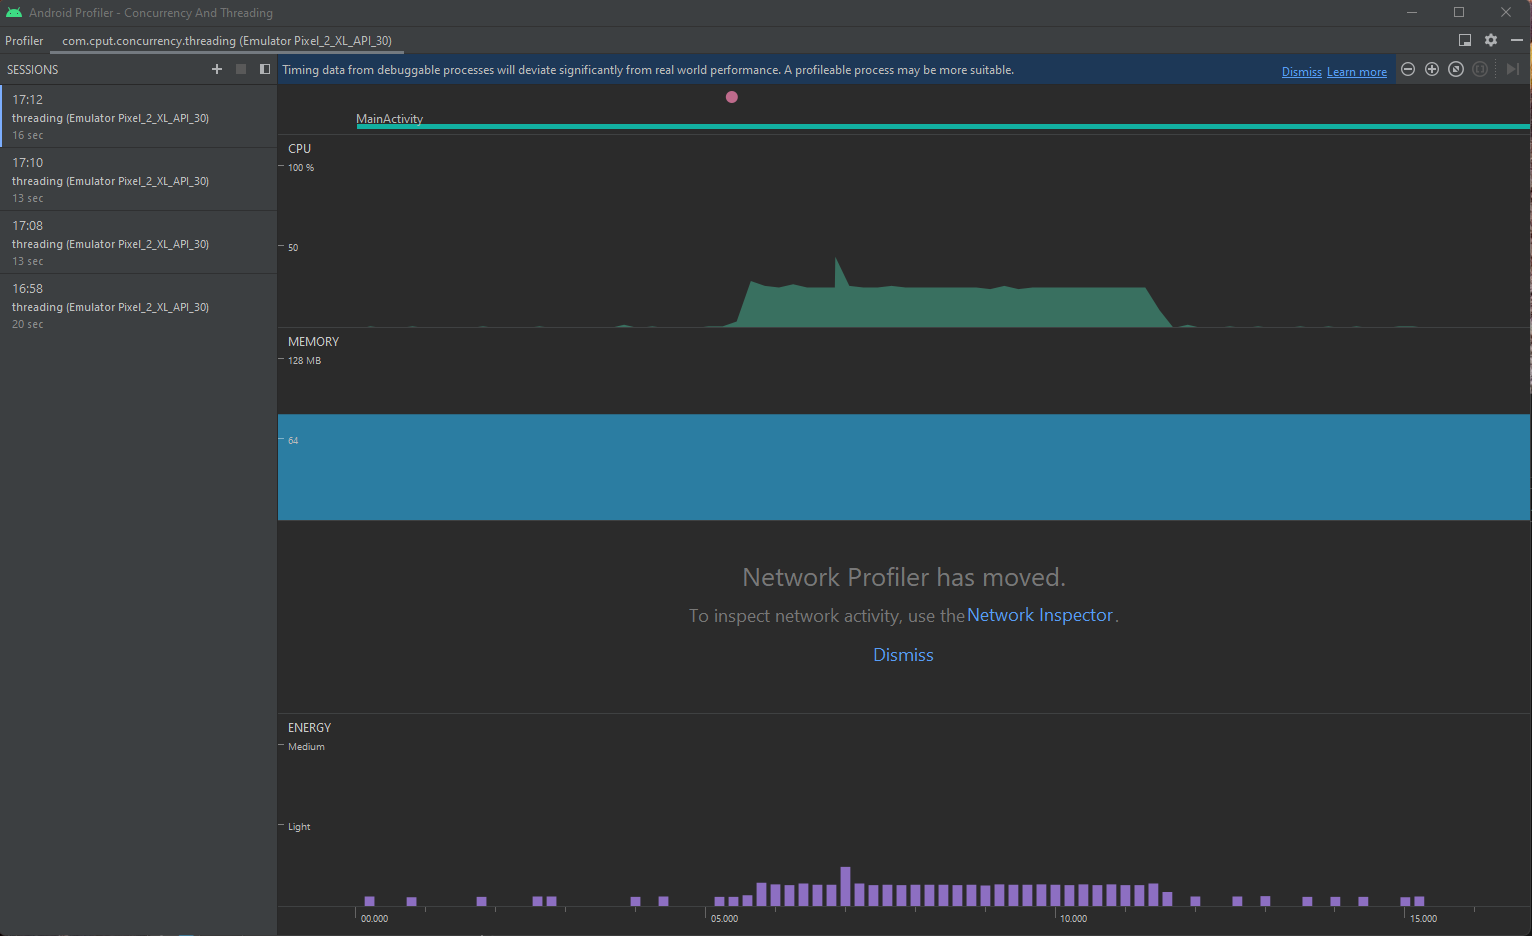 Android Profiler - Concurrency And Threading
Profiler com.cput.concurrency.threading (Emulator Pixel_2_XL_API_30)
SESSIONS
17:12
threading (Emulator Pixel_2_XL_API_30)
16 sec
17:10
threading (Emulator Pixel_2_XL_API_30)
13 sec
17:08
threading (Emulator Pixel_2_XL_API_30)
13 sec
16:58
threading (Emulator Pixel_2_XL_API_30)
20 sec
Timing data from debuggable processes will deviate significantly from real world performance. A profileable process may be more suitable. Dismiss Learn more
MainActivity
CPU
100 %
50
MEMORY
128 MB
64
Network Profiler has moved.
To inspect network activity, use the Network Inspector.
Dismiss
ENERGY
Medium
Light
00.000 05.000 10.000 15.000